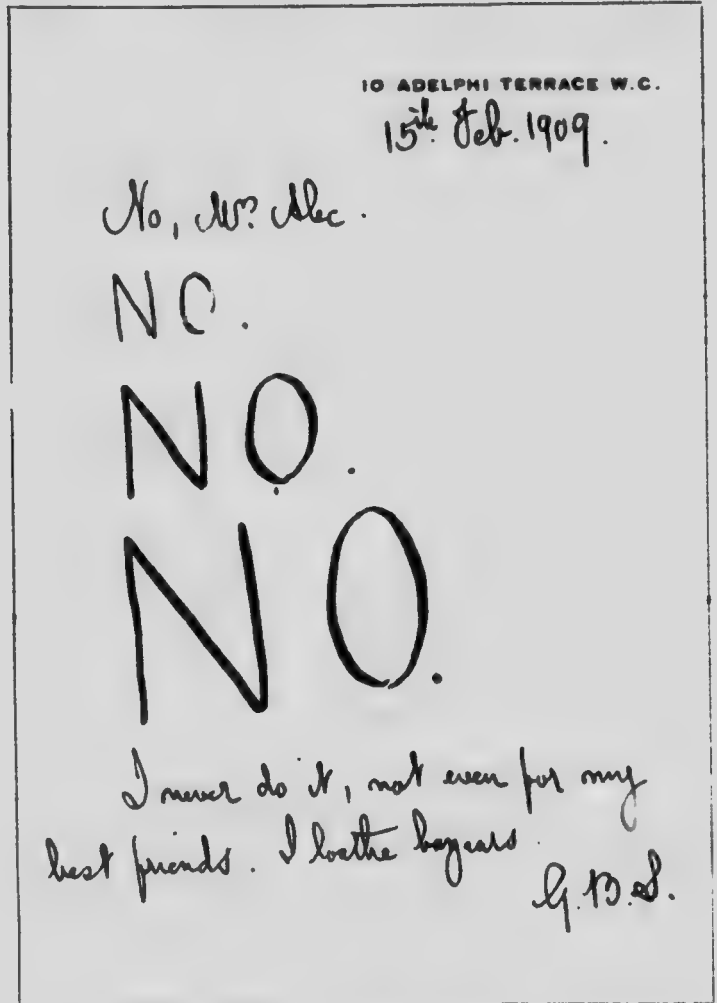 10 ADELPHI TERRACE W.C.
15th Feb. 1909.
No, Mr. Alec.
NO.
NO.
NO.
I never do it, not even for my
best friends. I loathe bazaars.
G.B.S.